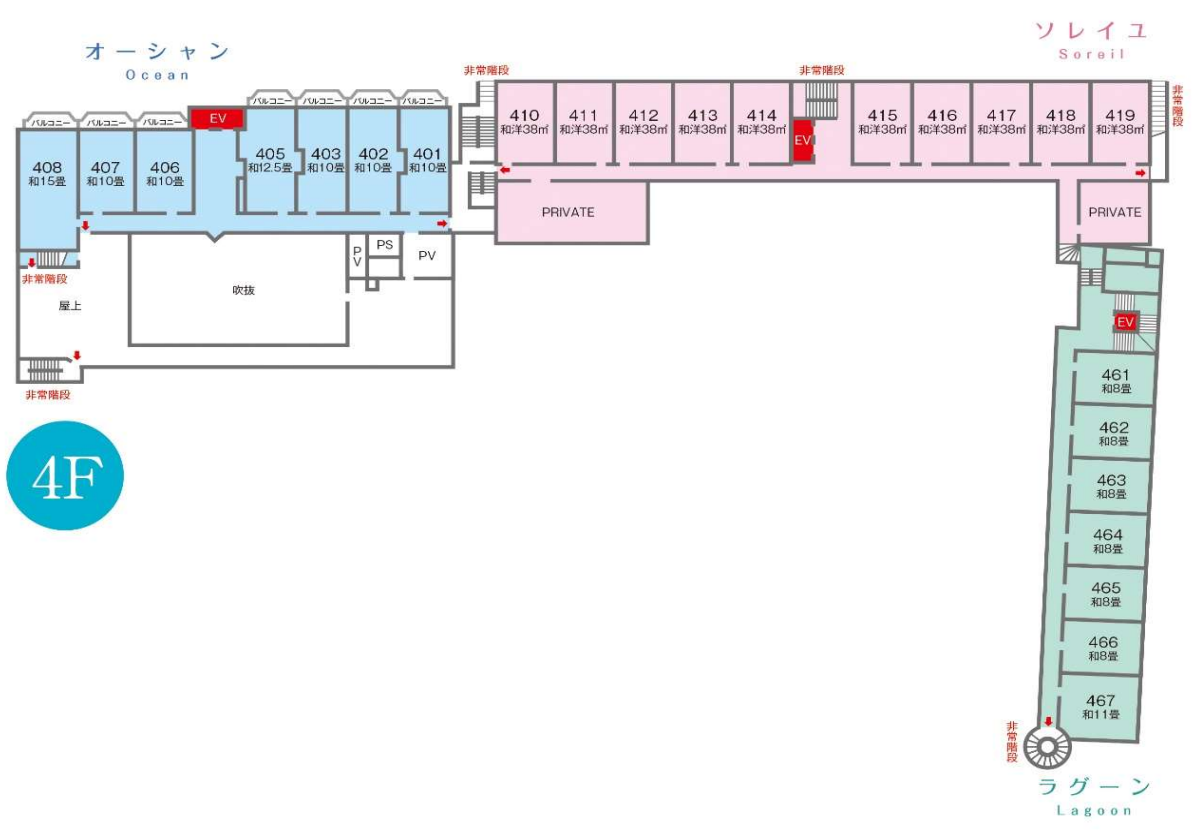 オーシャン
Ocean
ソレイユ
Soreil
非常階段
非常階段
非常階段
バルコニー
バルコニー
バルコニー
バルコニー
バルコニー
バルコニー
バルコニー
EV
408
和15畳
407
和10畳
406
和10畳
405
和12.5畳
403
和10畳
402
和10畳
401
和10畳
410
和洋38㎡
411
和洋38㎡
412
和洋38㎡
413
和洋38㎡
414
和洋38㎡
EV
415
和洋38㎡
416
和洋38㎡
417
和洋38㎡
418
和洋38㎡
419
和洋38㎡
PRIVATE
PRIVATE
PV
PS
PV
非常階段
屋上
吹抜
非常階段
4F
EV
461
和8畳
462
和8畳
463
和8畳
464
和8畳
465
和8畳
466
和8畳
467
和11畳
非常階段
ラグーン
Lagoon